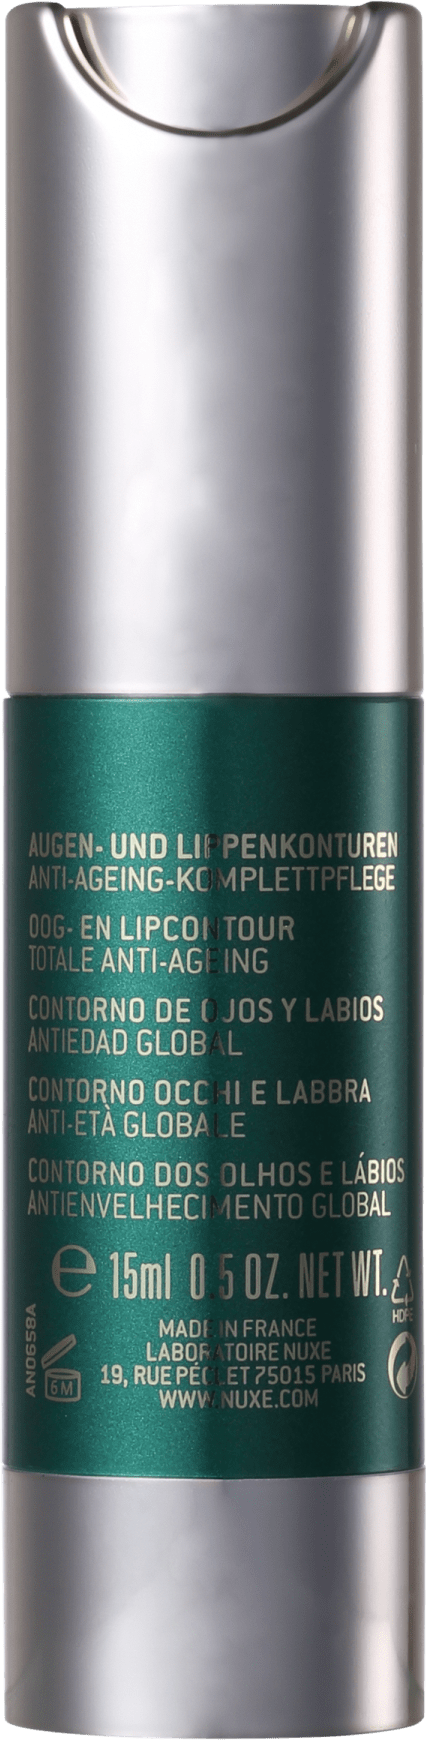 AUGEN- UND LIPPENKONTUREN
ANTI-AGEING-KOMPLETTPFLEGE
OOG- EN LIPCONTOUR
TOTALE ANTI-AGEING
CONTORNO DE OJOS Y LABIOS
ANTIEDAD GLOBAL
CONTORNO OCCHI E LABBRA
ANTI-ETÀ GLOBALE
CONTORNO DOS OLHOS E LÁBIOS
ANTIENVELHECIMENTO GLOBAL
e 15ml 0.5 OZ. NET WT.
HDPE
MADE IN FRANCE
LABORATOIRE NUXE
19, RUE PÉCLET 75015 PARIS
WWW.NUXE.COM
6M
AN0658A